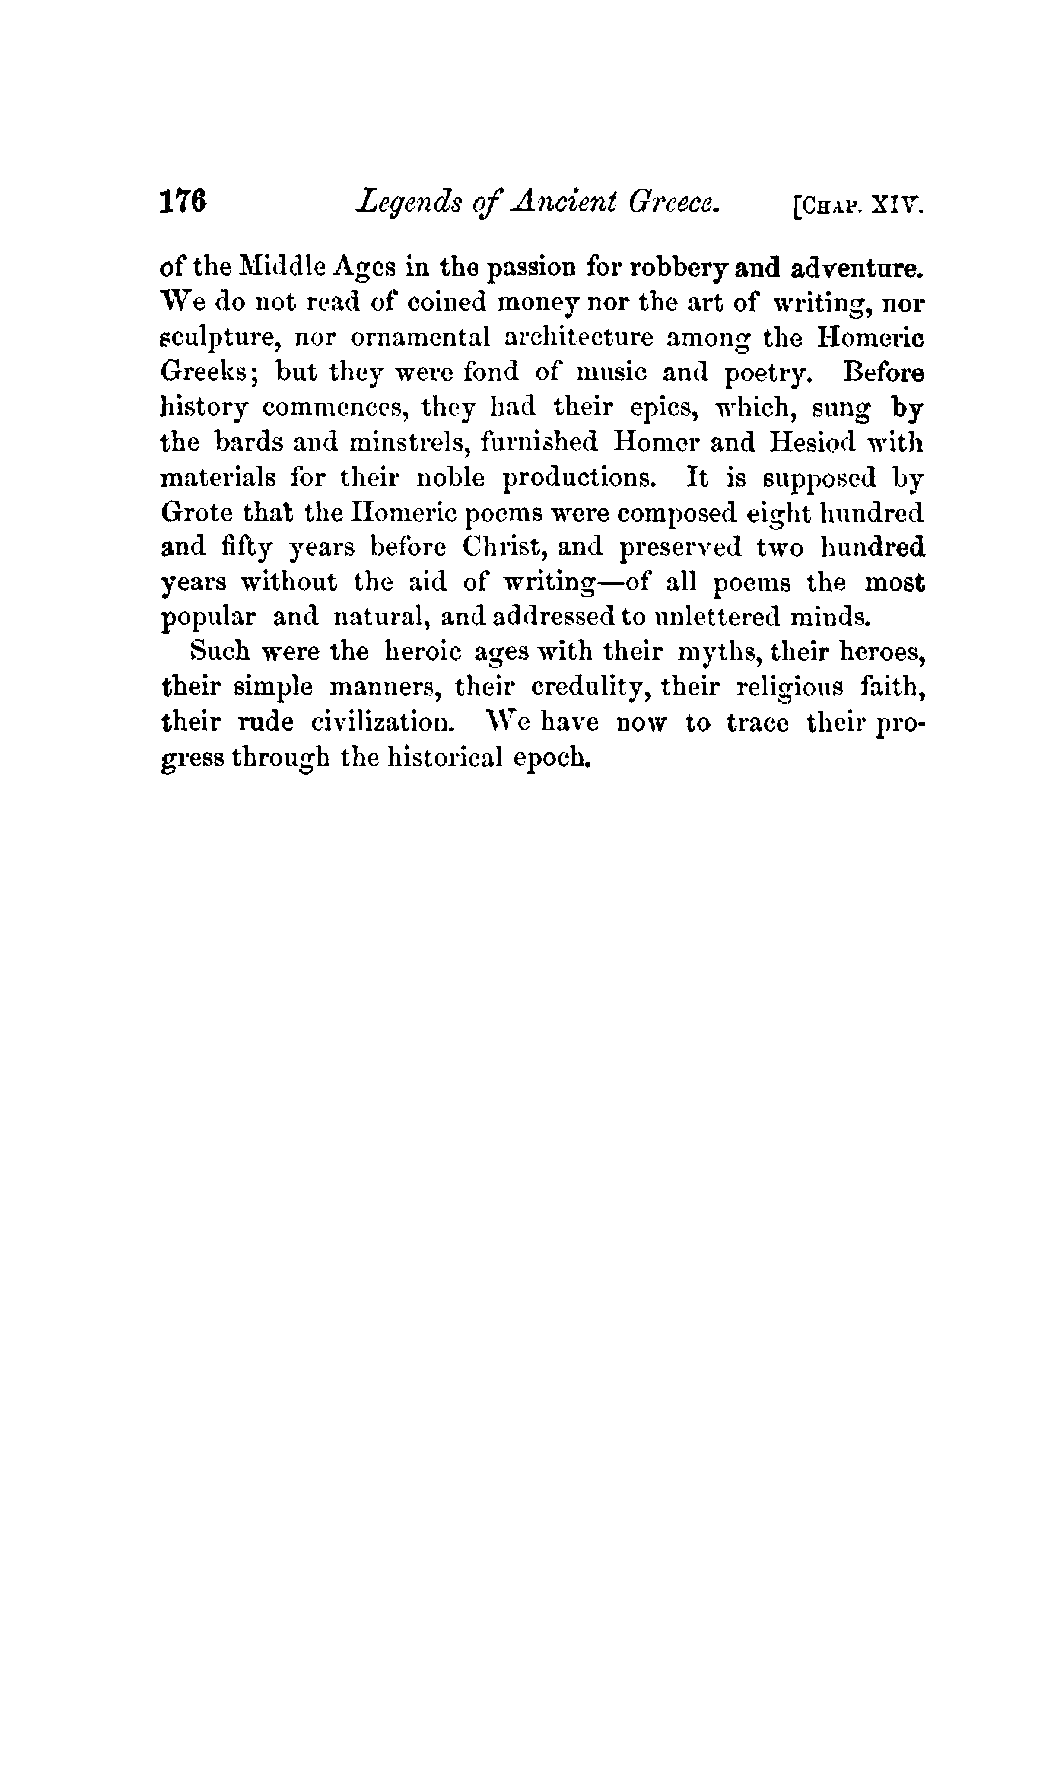 176 Legends of Ancient Greece. [CHAP. XIV.
of the Middle Ages in the passion for robbery and adventure.
We do not read of coined money nor the art of writing, nor
sculpture, nor ornamental architecture among the Homeric
Greeks; but they were fond of music and poetry. Before
history commences, they had their epics, which, sung by
the bards and minstrels, furnished Homer and Hesiod with
materials for their noble productions. It is supposed by
Grote that the Homeric poems were composed eight hundred
and fifty years before Christ, and preserved two hundred
years without the aid of writing—of all poems the most
popular and natural, and addressed to unlettered minds.
Such were the heroic ages with their myths, their heroes,
their simple manners, their credulity, their religious faith,
their rude civilization. We have now to trace their pro-
gress through the historical epoch.